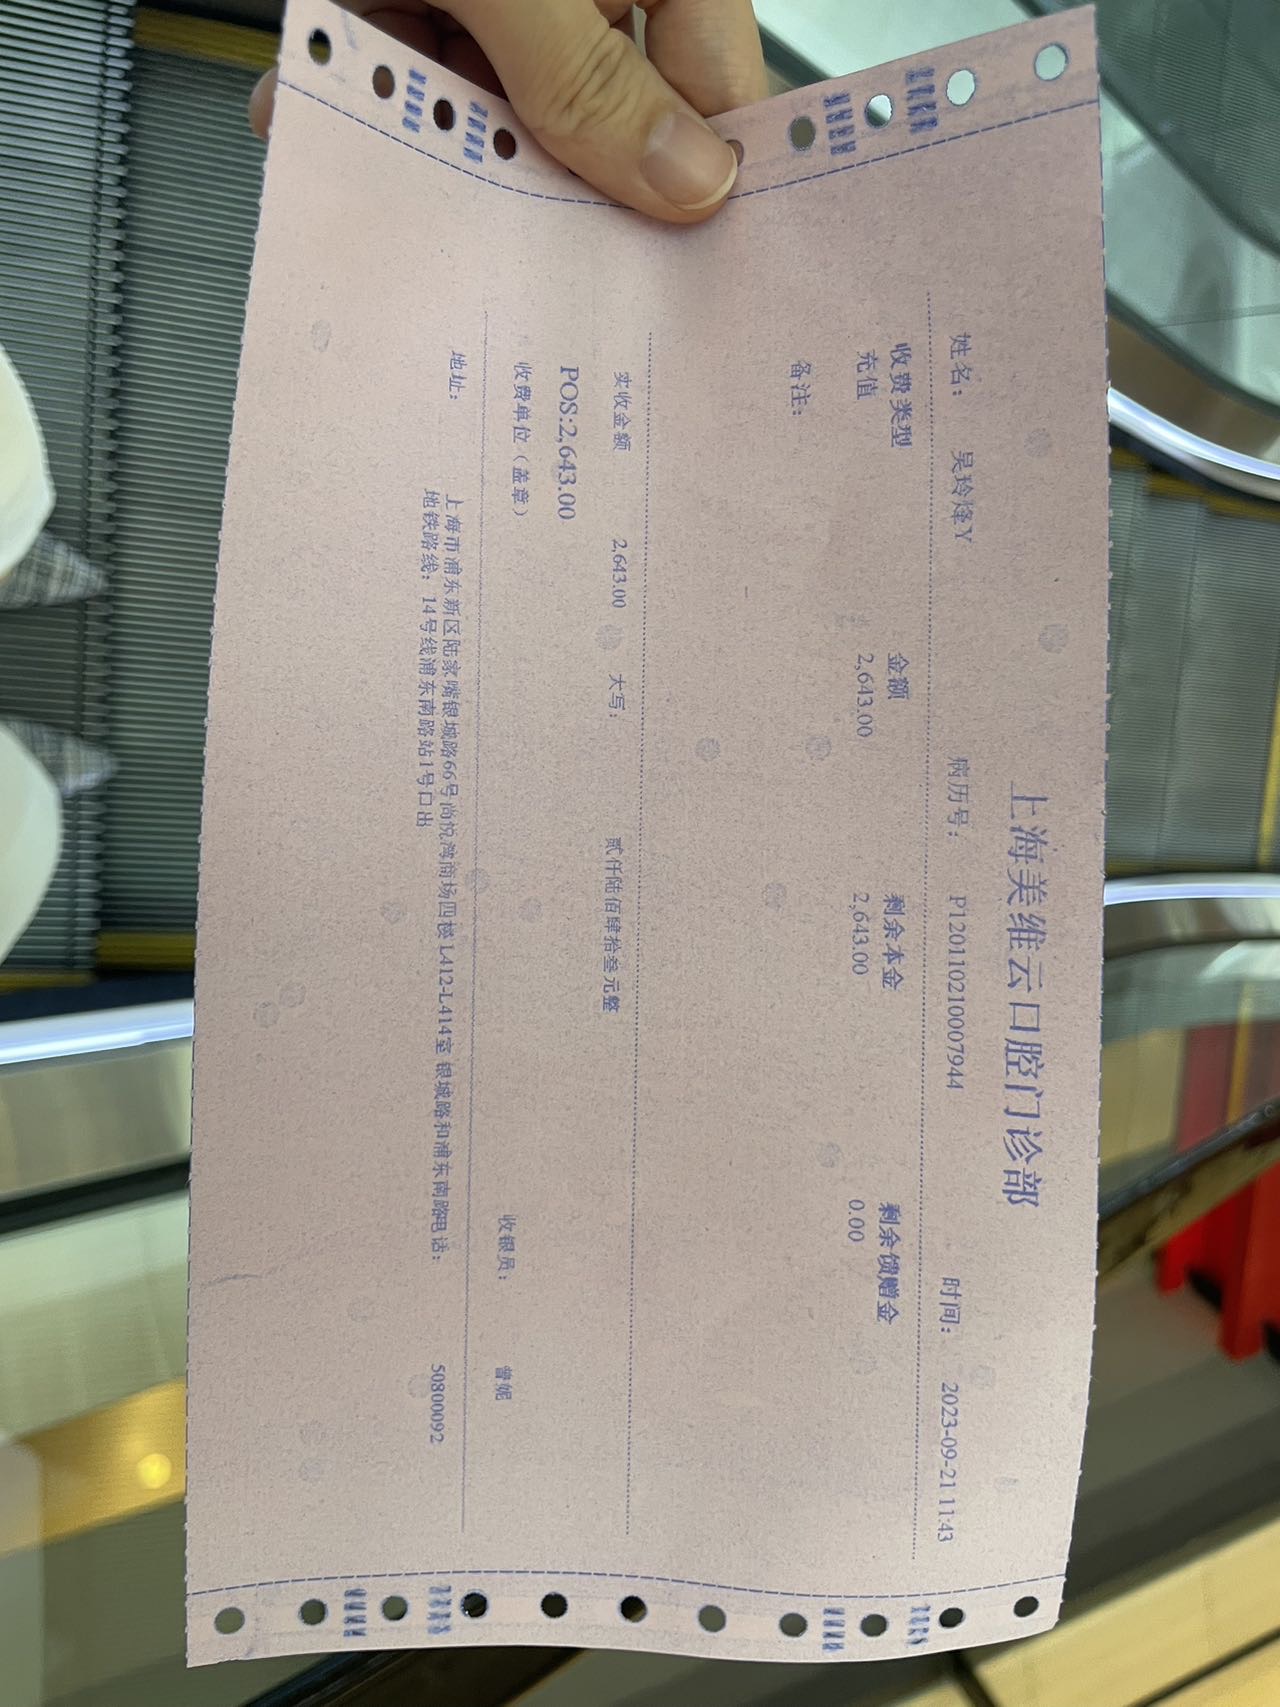 上海美维云口腔门诊部
姓名： 吴玲烽Y 病历号： P120110210007944 时间： 2023-09-21 11:43
收费类型 金额 剩余本金 剩余馈赠金
充值 2,643.00 2,643.00 0.00
备注：
实收金额 2,643.00 大写： 贰仟陆佰肆拾叁元整
POS:2,643.00
收费单位（盖章） 收银员： 曾妮
地址： 上海市浦东新区陆家嘴银城路66号尚悦湾商场四楼 L412-L414室 银城路和浦东南路电话： 50800092
地铁路线：14号线浦东南路站1号口出